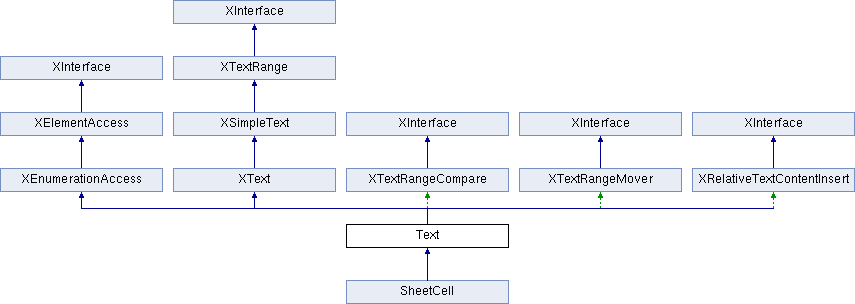 XInterface
XInterface
XTextRange
XElementAccess
XSimpleText
XInterface
XInterface
XInterface
XEnumerationAccess
XText
XTextRangeCompare
XTextRangeMover
XRelativeTextContentInsert
Text
SheetCell